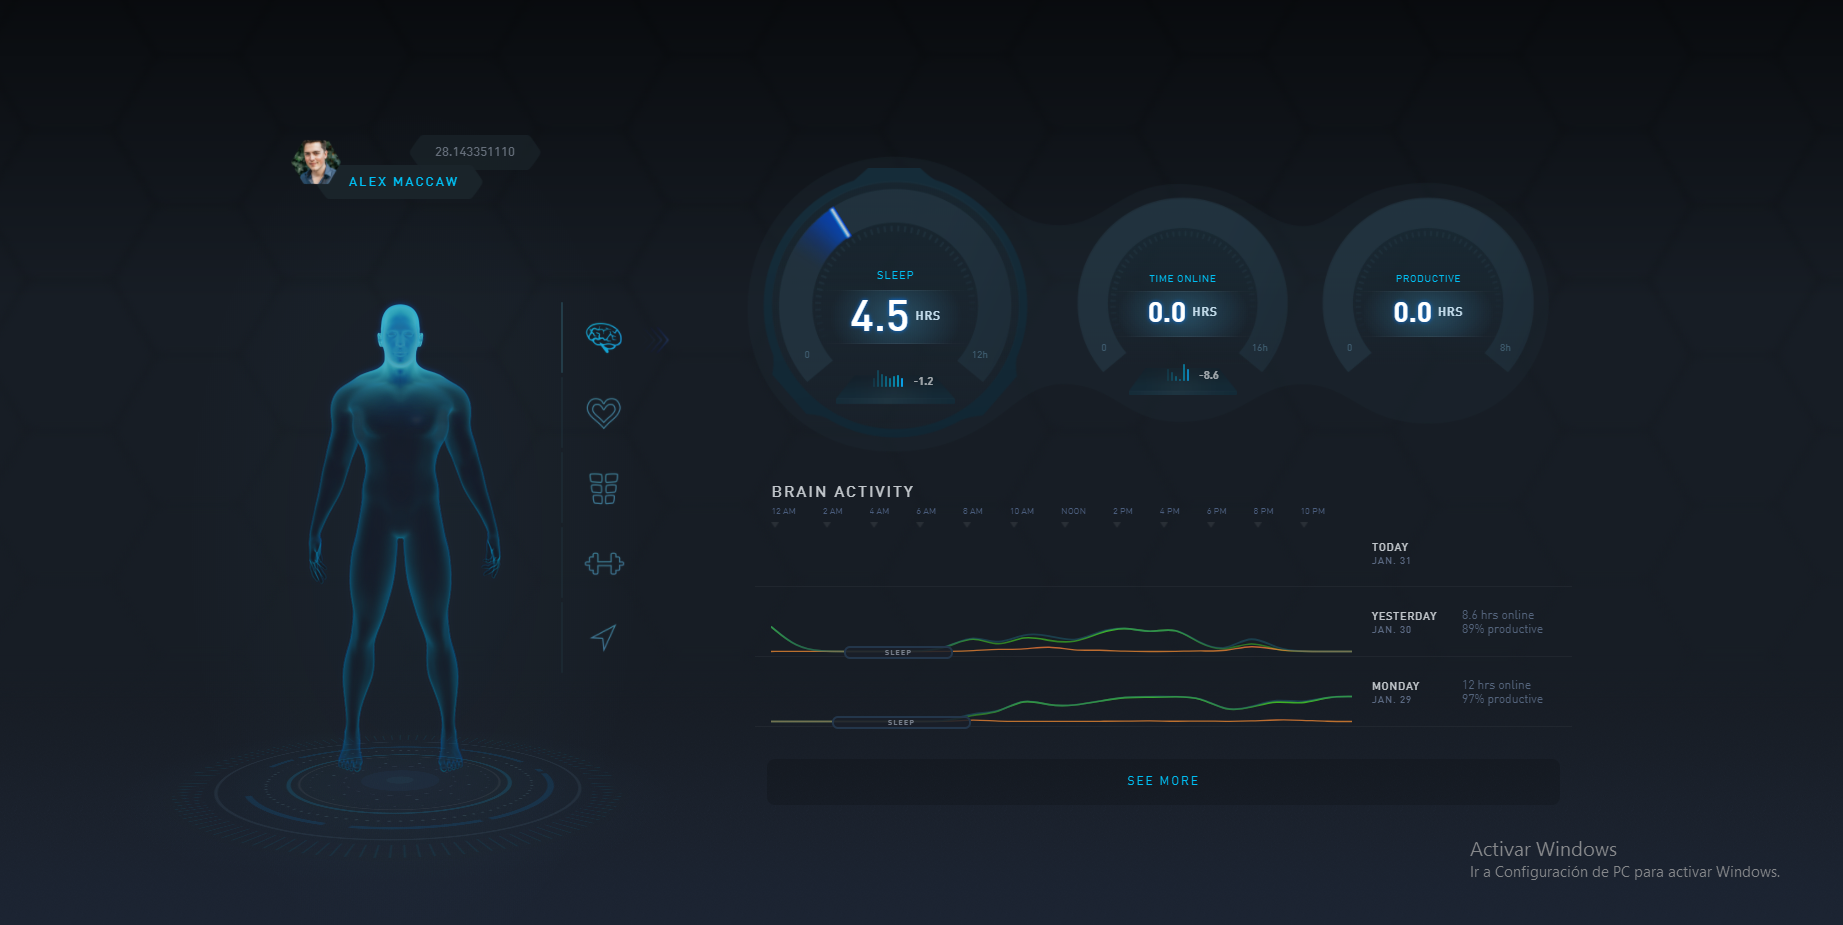 28.143351110
ALEX MACCAW
SLEEP
4.5 HRS
0
12h
-1.2
TIME ONLINE
0.0 HRS
0
16h
-8.6
PRODUCTIVE
0.0 HRS
0
8h
BRAIN ACTIVITY
12 AM 2 AM 4 AM 6 AM 8 AM 10 AM NOON 2 PM 4 PM 6 PM 8 PM 10 PM
TODAY
JAN. 31
YESTERDAY 8.6 hrs online
JAN. 30 89% productive
SLEEP
MONDAY 12 hrs online
JAN. 29 97% productive
SLEEP
SEE MORE
Activar Windows
Ir a Configuración de PC para activar Windows.